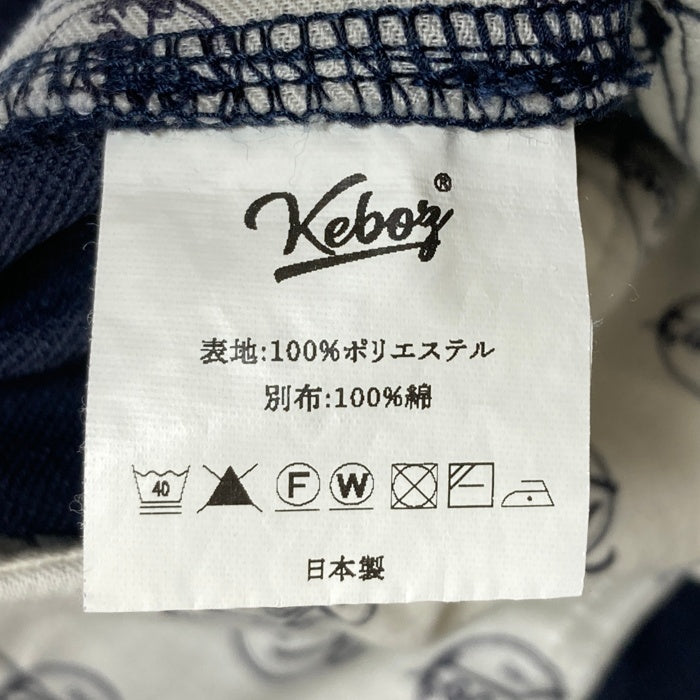 Keboz®
表地:100%ポリエステル
別布:100%綿
40 F W
日本製